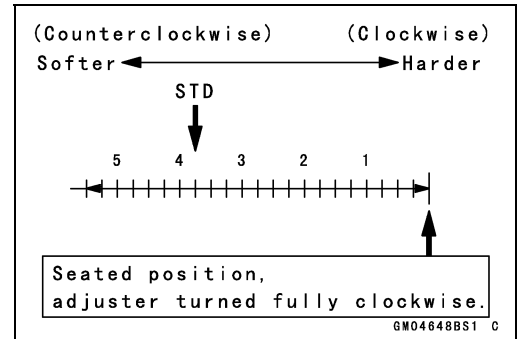 (Counterclockwise) (Clockwise)
Softer Harder
STD
5 4 3 2 1
Seated position,
adjuster turned fully clockwise.
GM04648BS1 C